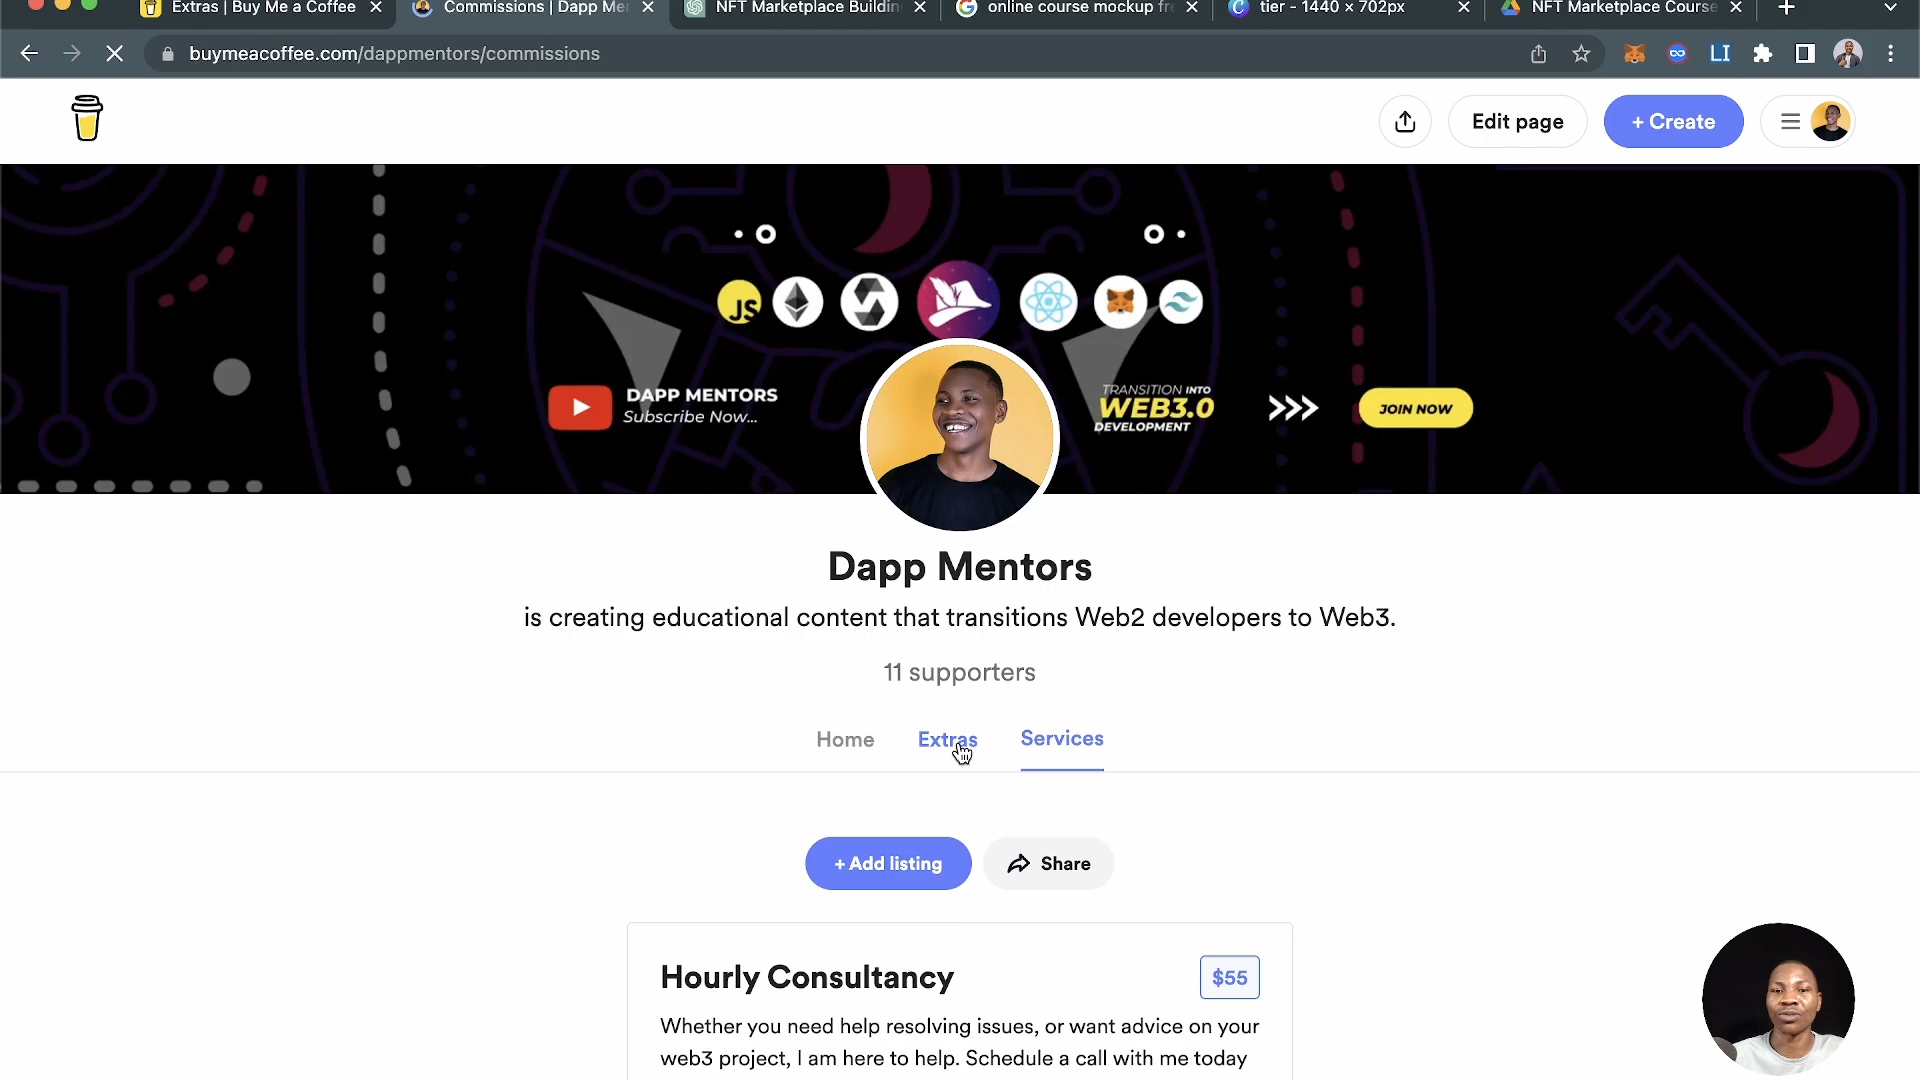 Extras | Buy Me a Coffee
Commissions | Dapp Mer
NFT Marketplace Building
online course mockup fre
tier - 1440 × 702px
NFT Marketplace Course
buymeacoffee.com/dappmentors/commissions
LI
Edit page
+ Create
JS
DAPP MENTORS
Subscribe Now...
TRANSITION INTO
WEB3.0
DEVELOPMENT
JOIN NOW
Dapp Mentors
is creating educational content that transitions Web2 developers to Web3.
11 supporters
Home
Extras
Services
+ Add listing
Share
Hourly Consultancy
$55
Whether you need help resolving issues, or want advice on your
web3 project, I am here to help. Schedule a call with me today